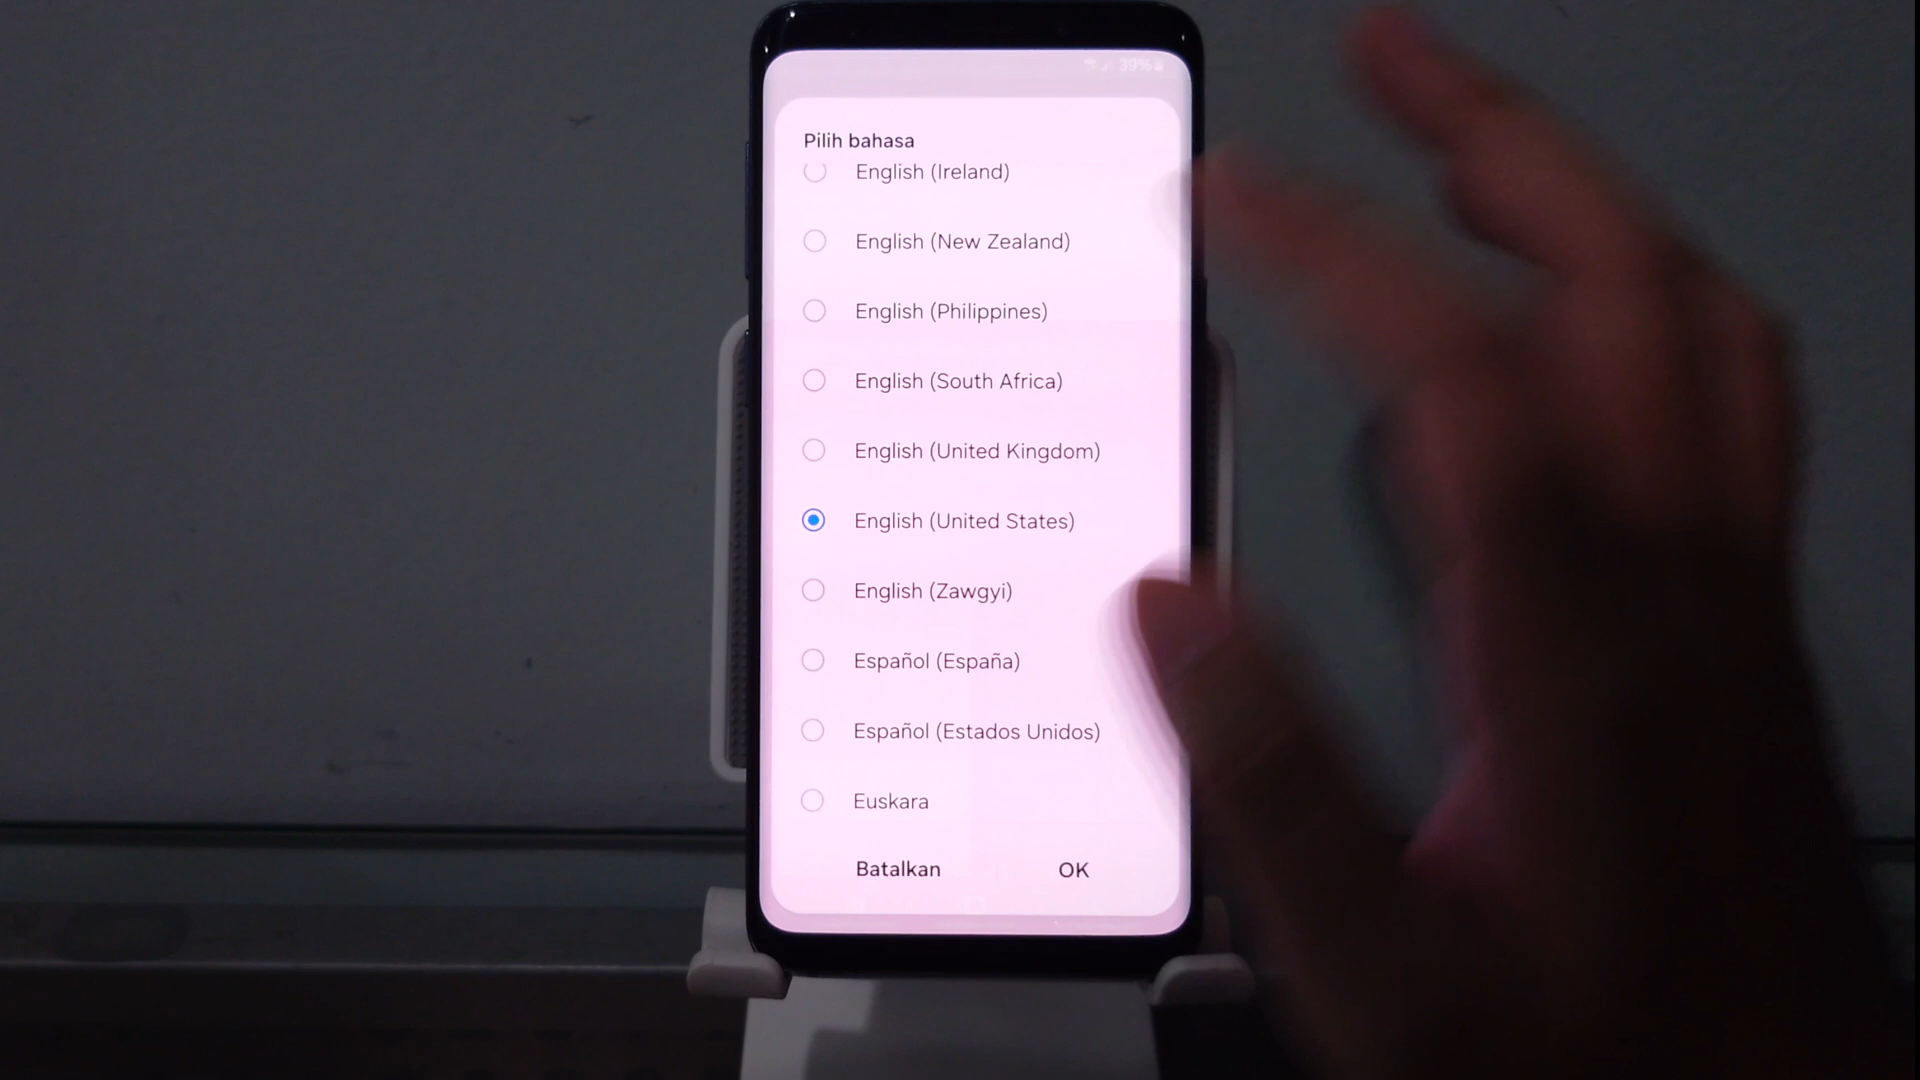 39%
Pilih bahasa
English (Ireland)
English (New Zealand)
English (Philippines)
English (South Africa)
English (United Kingdom)
English (United States)
English (Zawgyi)
Español (España)
Español (Estados Unidos)
Euskara
Batalkan OK